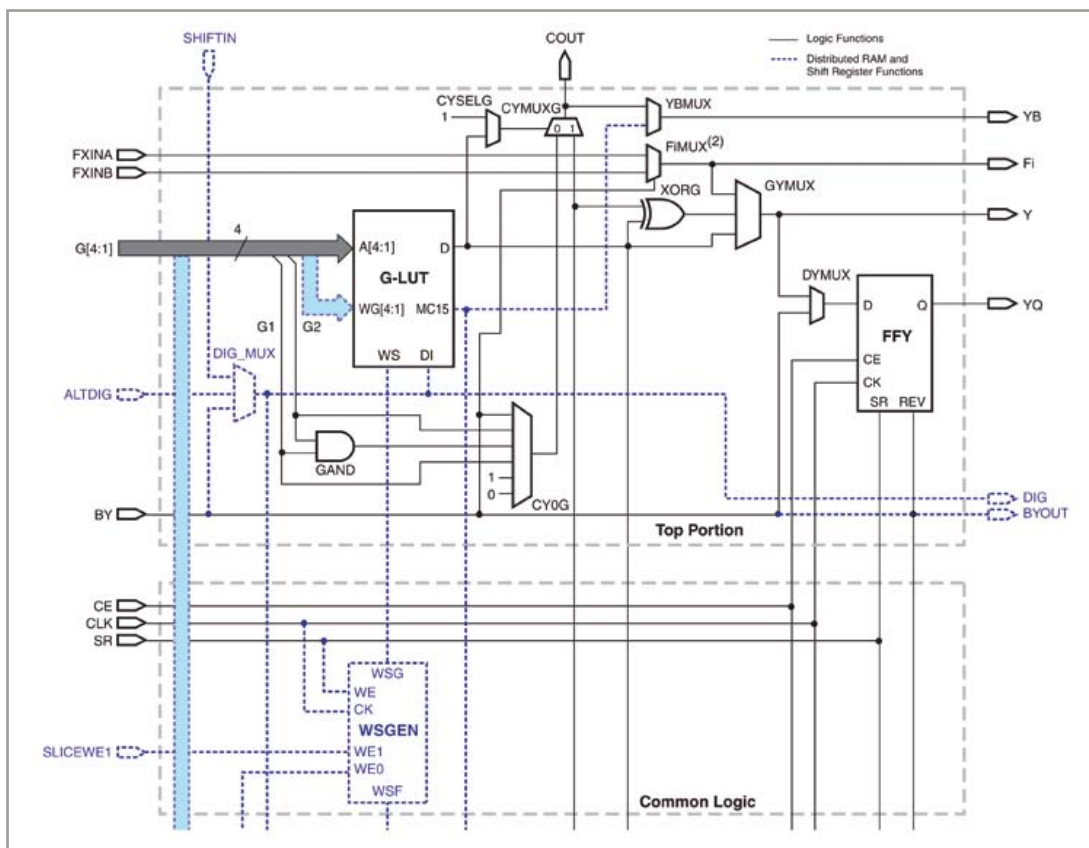 SHIFTIN
COUT
Logic Functions
Distributed RAM and
Shift Register Functions
CYSELG
CYMUXG
1
0 1
YBMUX
YB
FXINA
FXINB
FiMUX(2)
Fi
XORG
GYMUX
Y
G[4:1]
4
A[4:1]
D
G-LUT
WG[4:1]
MC15
WS
DI
G1
G2
DYMUX
D
Q
YQ
FFY
CE
CK
SR
REV
DIG_MUX
ALTDIG
GAND
1
0
CY0G
DIG
BY
BYOUT
Top Portion
CE
CLK
SR
WSG
WE
CK
WSGEN
SLICEWE1
WE1
WE0
WSF
Common Logic